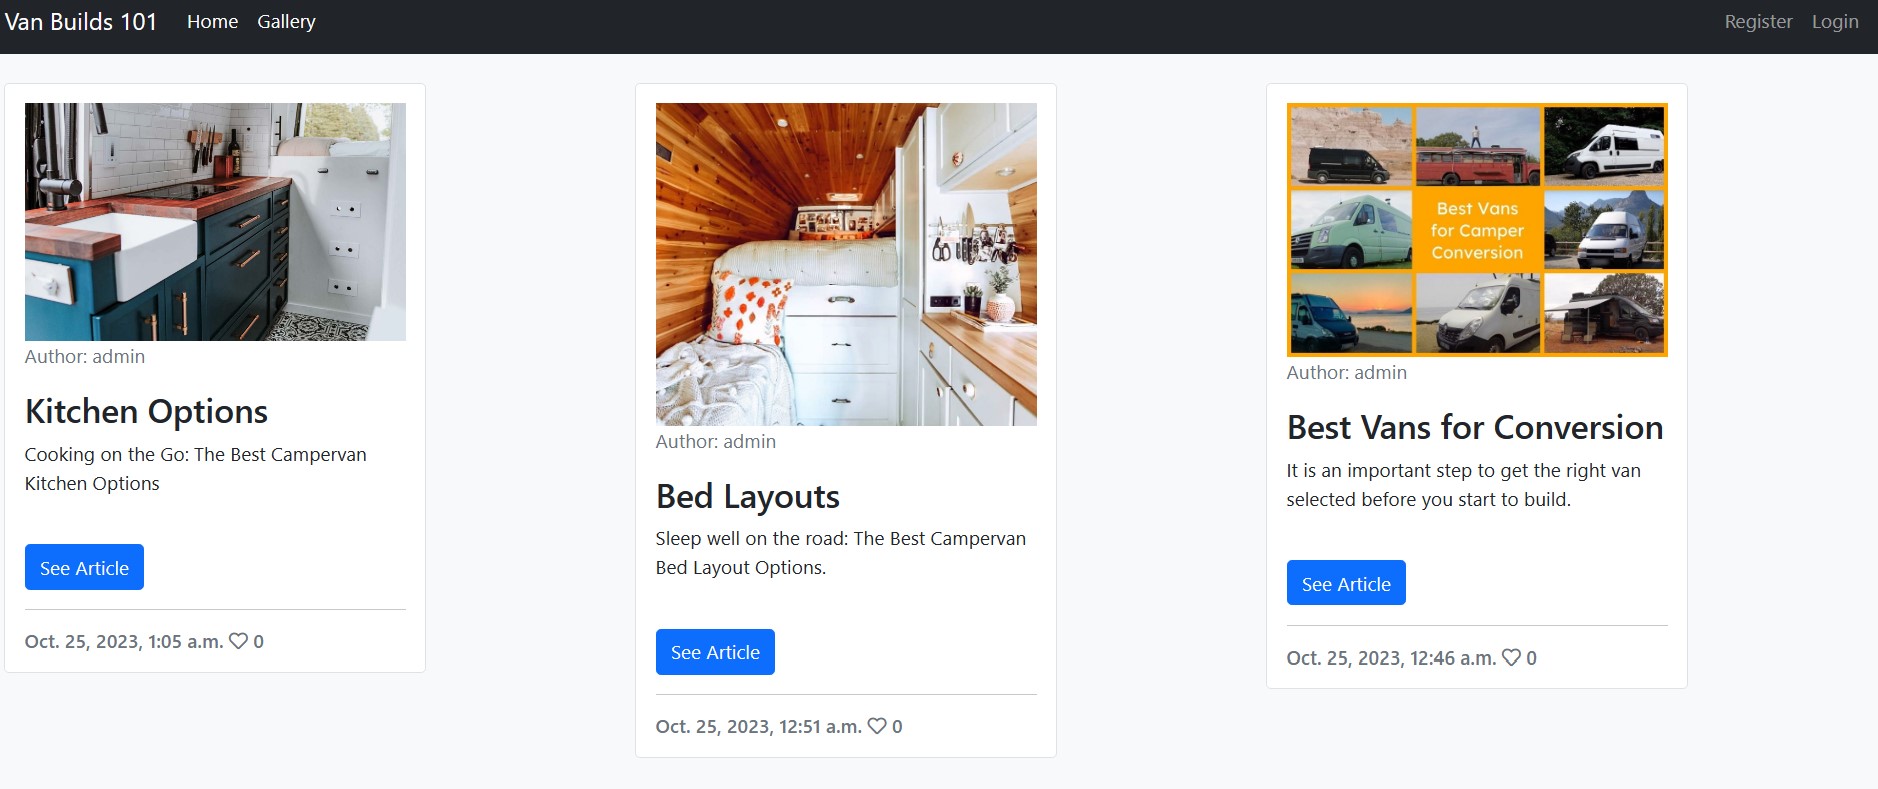 Van Builds 101 Home Gallery Register Login
Author: admin
Kitchen Options
Cooking on the Go: The Best Campervan
Kitchen Options
See Article
Oct. 25, 2023, 1:05 a.m. 0
Author: admin
Bed Layouts
Sleep well on the road: The Best Campervan
Bed Layout Options.
See Article
Oct. 25, 2023, 12:51 a.m. 0
Best Vans
for Camper
Conversion
Author: admin
Best Vans for Conversion
It is an important step to get the right van
selected before you start to build.
See Article
Oct. 25, 2023, 12:46 a.m. 0